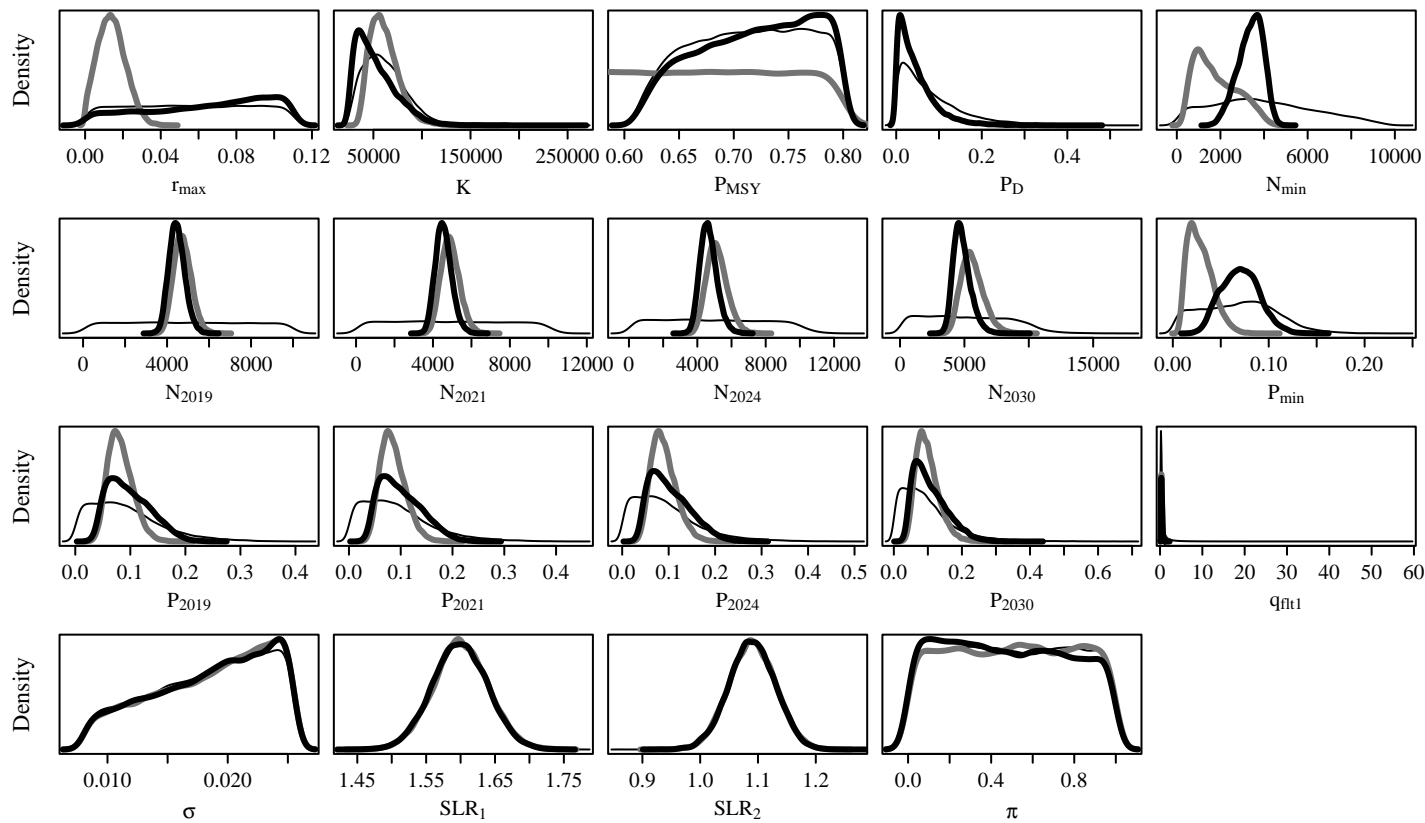 Density
0.00 0.04 0.08 0.12
r_max
50000 150000 250000
K
0.60 0.65 0.70 0.75 0.80
P_MSY
0.0 0.2 0.4
P_D
0 2000 6000 10000
N_min
Density
0 4000 8000
N_2019
0 4000 8000 12000
N_2021
0 4000 8000 12000
N_2024
0 5000 15000
N_2030
0.00 0.10 0.20
P_min
Density
0.0 0.1 0.2 0.3 0.4
P_2019
0.0 0.1 0.2 0.4
P_2021
0.0 0.1 0.2 0.3 0.4 0.5
P_2024
0.0 0.2 0.4 0.6
P_2030
0 10 20 30 40 50 60
q_flt1
Density
0.010 0.020
σ
1.45 1.55 1.65 1.75
SLR_1
0.9 1.0 1.1 1.2
SLR_2
0.0 0.4 0.8
π